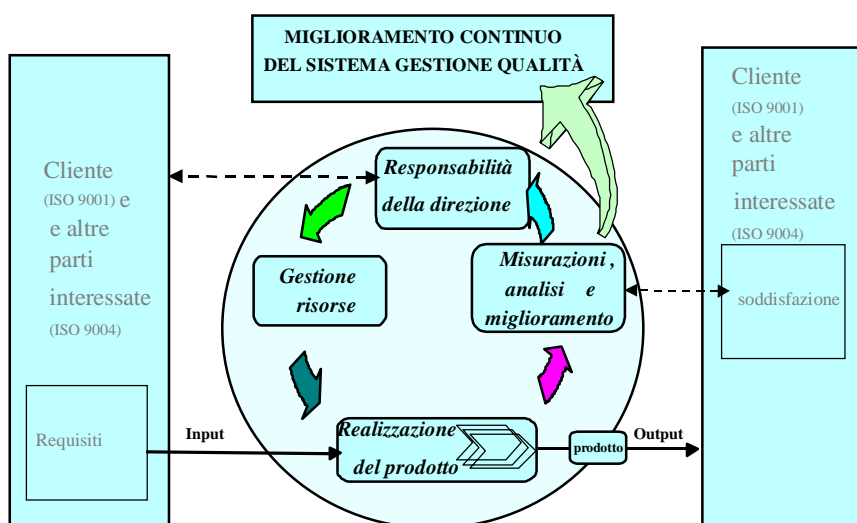 MIGLIORAMENTO CONTINUO
DEL SISTEMA GESTIONE QUALITÀ
Cliente
(ISO 9001) e
e altre
parti
interessate
(ISO 9004)
Requisiti
Input
Responsabilità
della direzione
Gestione
risorse
Misurazioni ,
analisi e
miglioramento
Realizzazione
del prodotto
prodotto
Output
Cliente
(ISO 9001)
e altre
parti
interessate
(ISO 9004)
soddisfazione